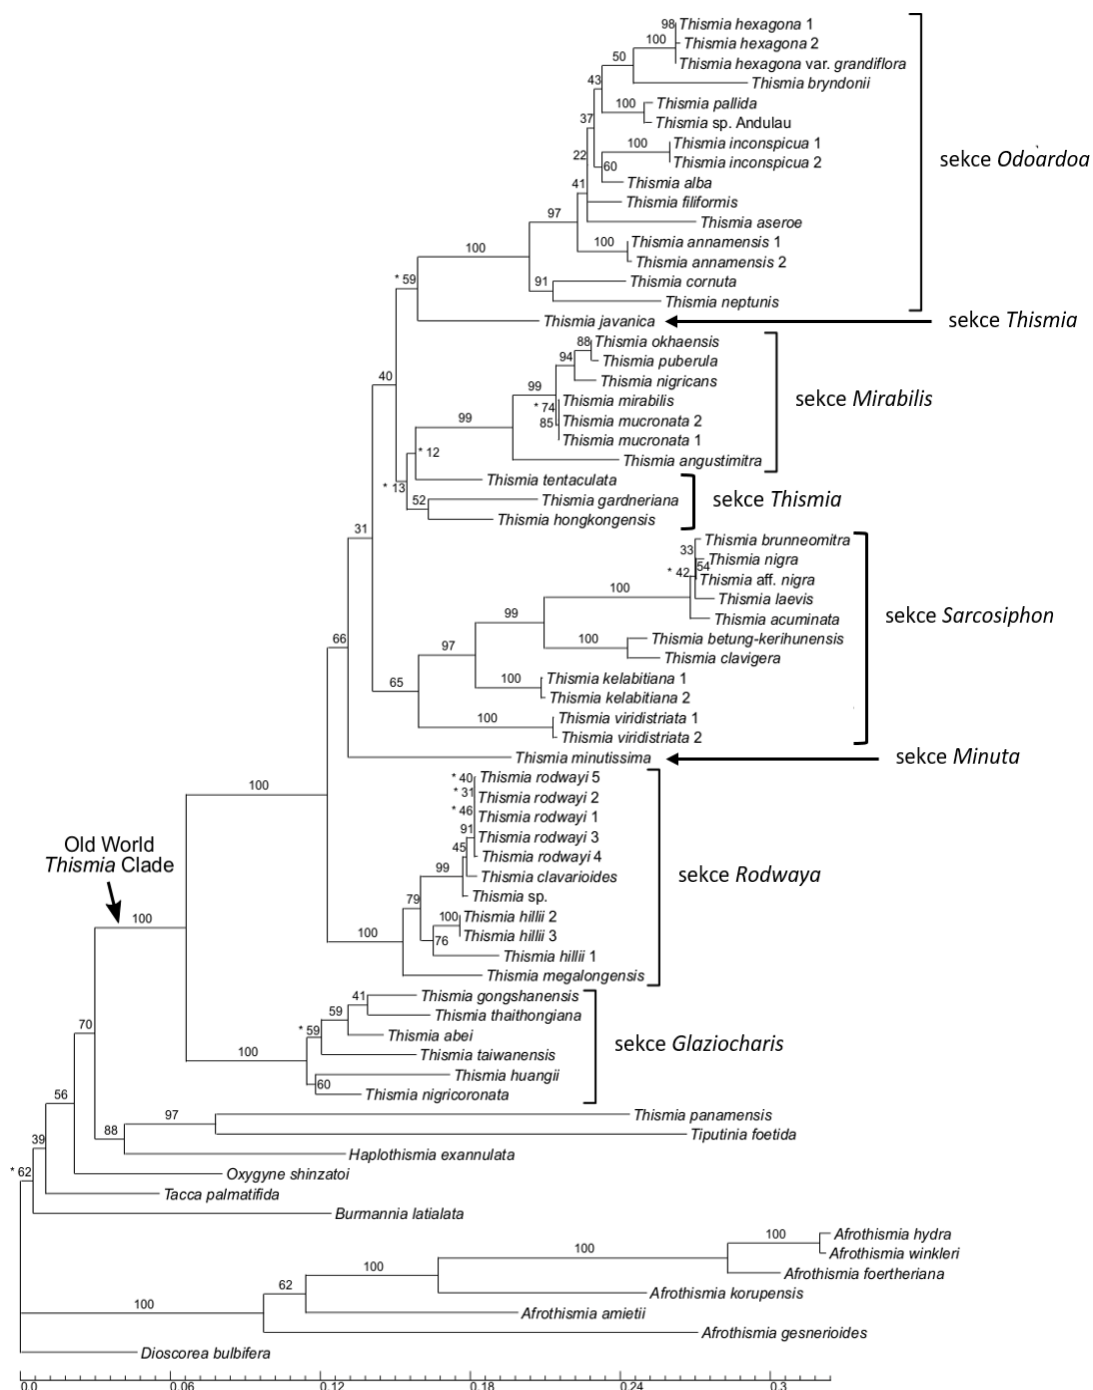 98 Thismia hexagona 1
100 Thismia hexagona 2
Thismia hexagona var. grandiflora
50
Thismia bryndonii
43
100 Thismia pallida
Thismia sp. Andulau
37
100 Thismia inconspicua 1
Thismia inconspicua 2
22
60
Thismia alba
41
Thismia filiformis
97
Thismia aseroe
100 Thismia annamensis 1
Thismia annamensis 2
100
91 Thismia cornuta
Thismia neptunis
sekce Odoardoa
* 59
Thismia javanica
sekce Thismia
88 Thismia okhaensis
94 Thismia puberula
Thismia nigricans
99
* 74 Thismia mirabilis
85 Thismia mucronata 2
Thismia mucronata 1
99
Thismia angustimitra
sekce Mirabilis
40
* 12
Thismia tentaculata
* 13
52 Thismia gardneriana
Thismia hongkongensis
sekce Thismia
31
33 Thismia brunneomitra
54 Thismia nigra
* 42 Thismia aff. nigra
100 Thismia laevis
Thismia acuminata
99
100 Thismia betung-kerihunensis
Thismia clavigera
97
100 Thismia kelabitiana 1
Thismia kelabitiana 2
65
100 Thismia viridistriata 1
Thismia viridistriata 2
sekce Sarcosiphon
66
Thismia minutissima
sekce Minuta
* 40 Thismia rodwayi 5
* 31 Thismia rodwayi 2
* 46 Thismia rodwayi 1
91 Thismia rodwayi 3
45 Thismia rodwayi 4
99 Thismia clavarioides
Thismia sp.
79
100 Thismia hillii 2
Thismia hillii 3
76
Thismia hillii 1
100
Thismia megalongensis
sekce Rodwaya
100
Old World
Thismia Clade
100
41 Thismia gongshanensis
59 Thismia thaithongiana
* 59 Thismia abei
Thismia taiwanensis
100
Thismia huangii
60
Thismia nigricoronata
sekce Glaziocharis
70
97 Thismia panamensis
88 Tiputinia foetida
Haplothismia exannulata
56
Oxygyne shinzatoi
39
Tacca palmatifida
* 62
Burmannia latialata
100 Afrothismia hydra
100 Afrothismia winkleri
Afrothismia foertheriana
100
Afrothismia korupensis
62
Afrothismia amietii
100
Afrothismia gesnerioides
Dioscorea bulbifera
0.0 0.06 0.12 0.18 0.24 0.3